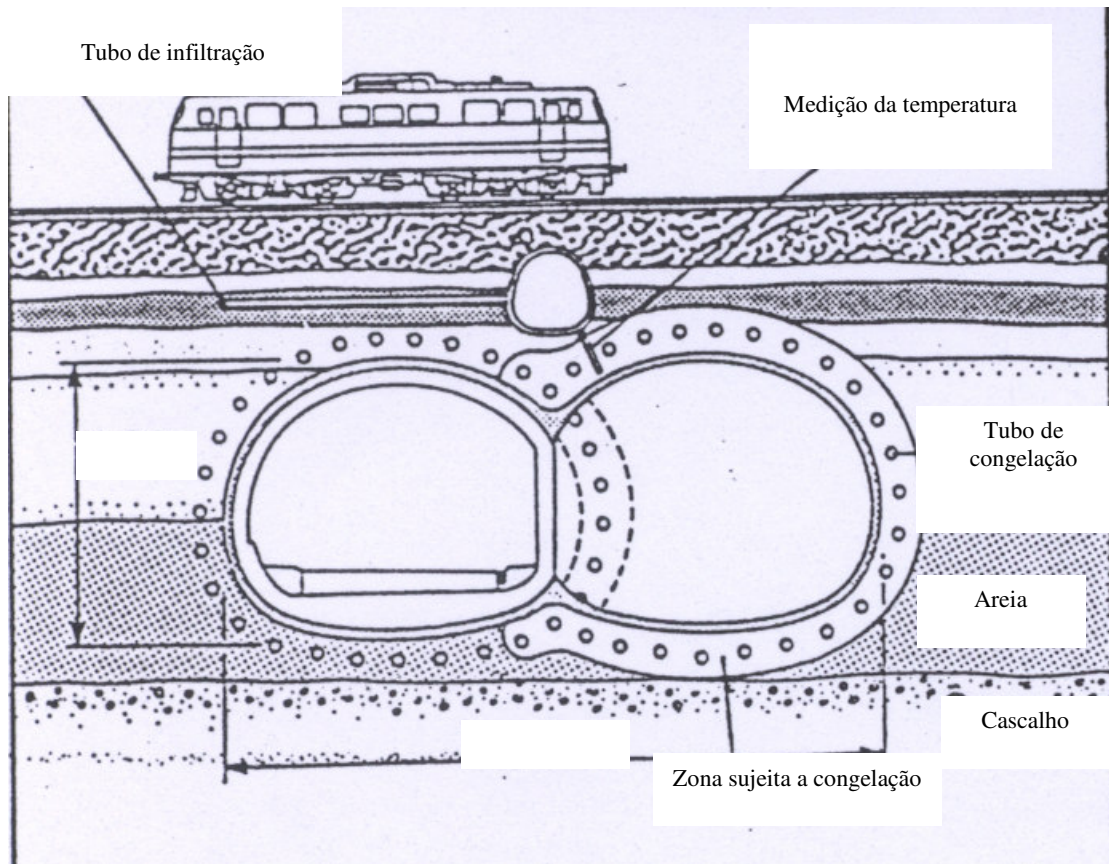 Tubo de infiltração
Medição da temperatura
Tubo de
congelação
Areia
Cascalho
Zona sujeita a congelação